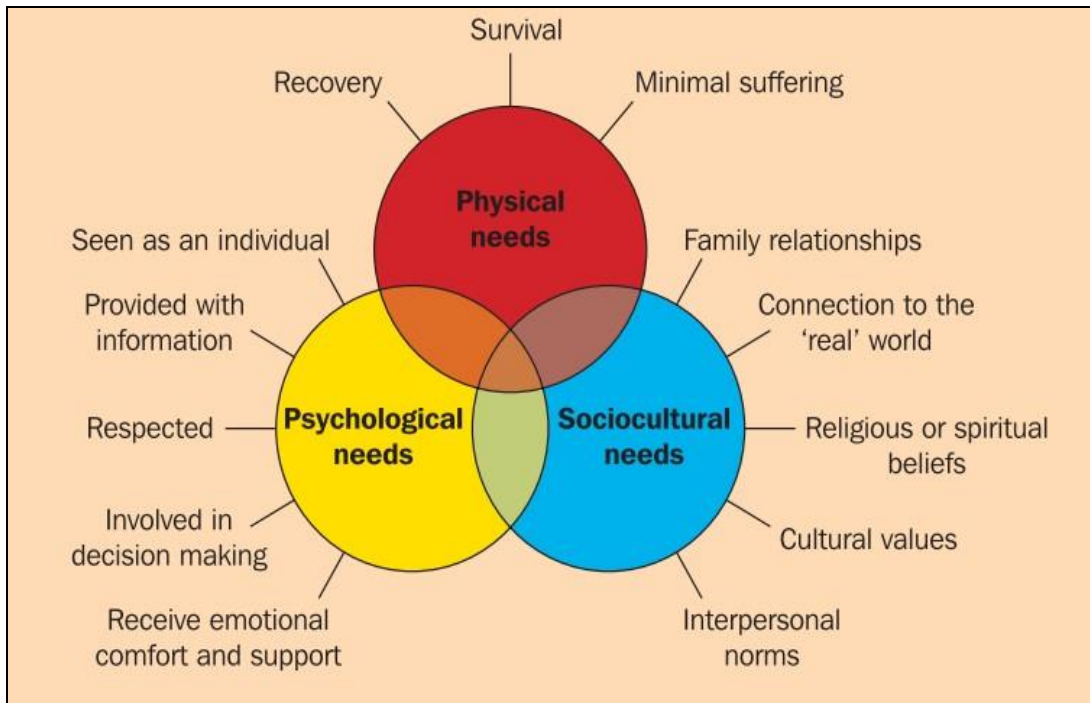 Survival
Recovery
Minimal suffering
Physical
needs
Seen as an individual
Provided with
information
Respected
Involved in
decision making
Receive emotional
comfort and support
Psychological
needs
Sociocultural
needs
Family relationships
Connection to the
‘real’ world
Religious or spiritual
beliefs
Cultural values
Interpersonal
norms